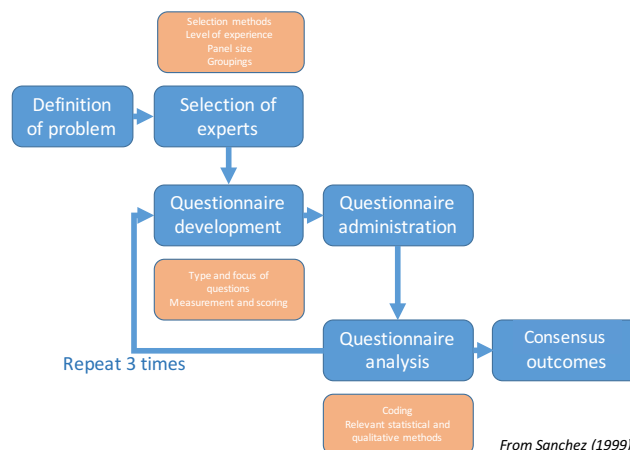 Selection methods
Level of experience
Panel size
Groupings
Definition
of problem
Selection of
experts
Questionnaire
development
Questionnaire
administration
Type and focus of
questions
Measurement and scoring
Repeat 3 times
Questionnaire
analysis
Consensus
outcomes
Coding
Relevant statistical and
qualitative methods
From Sanchez (1999)